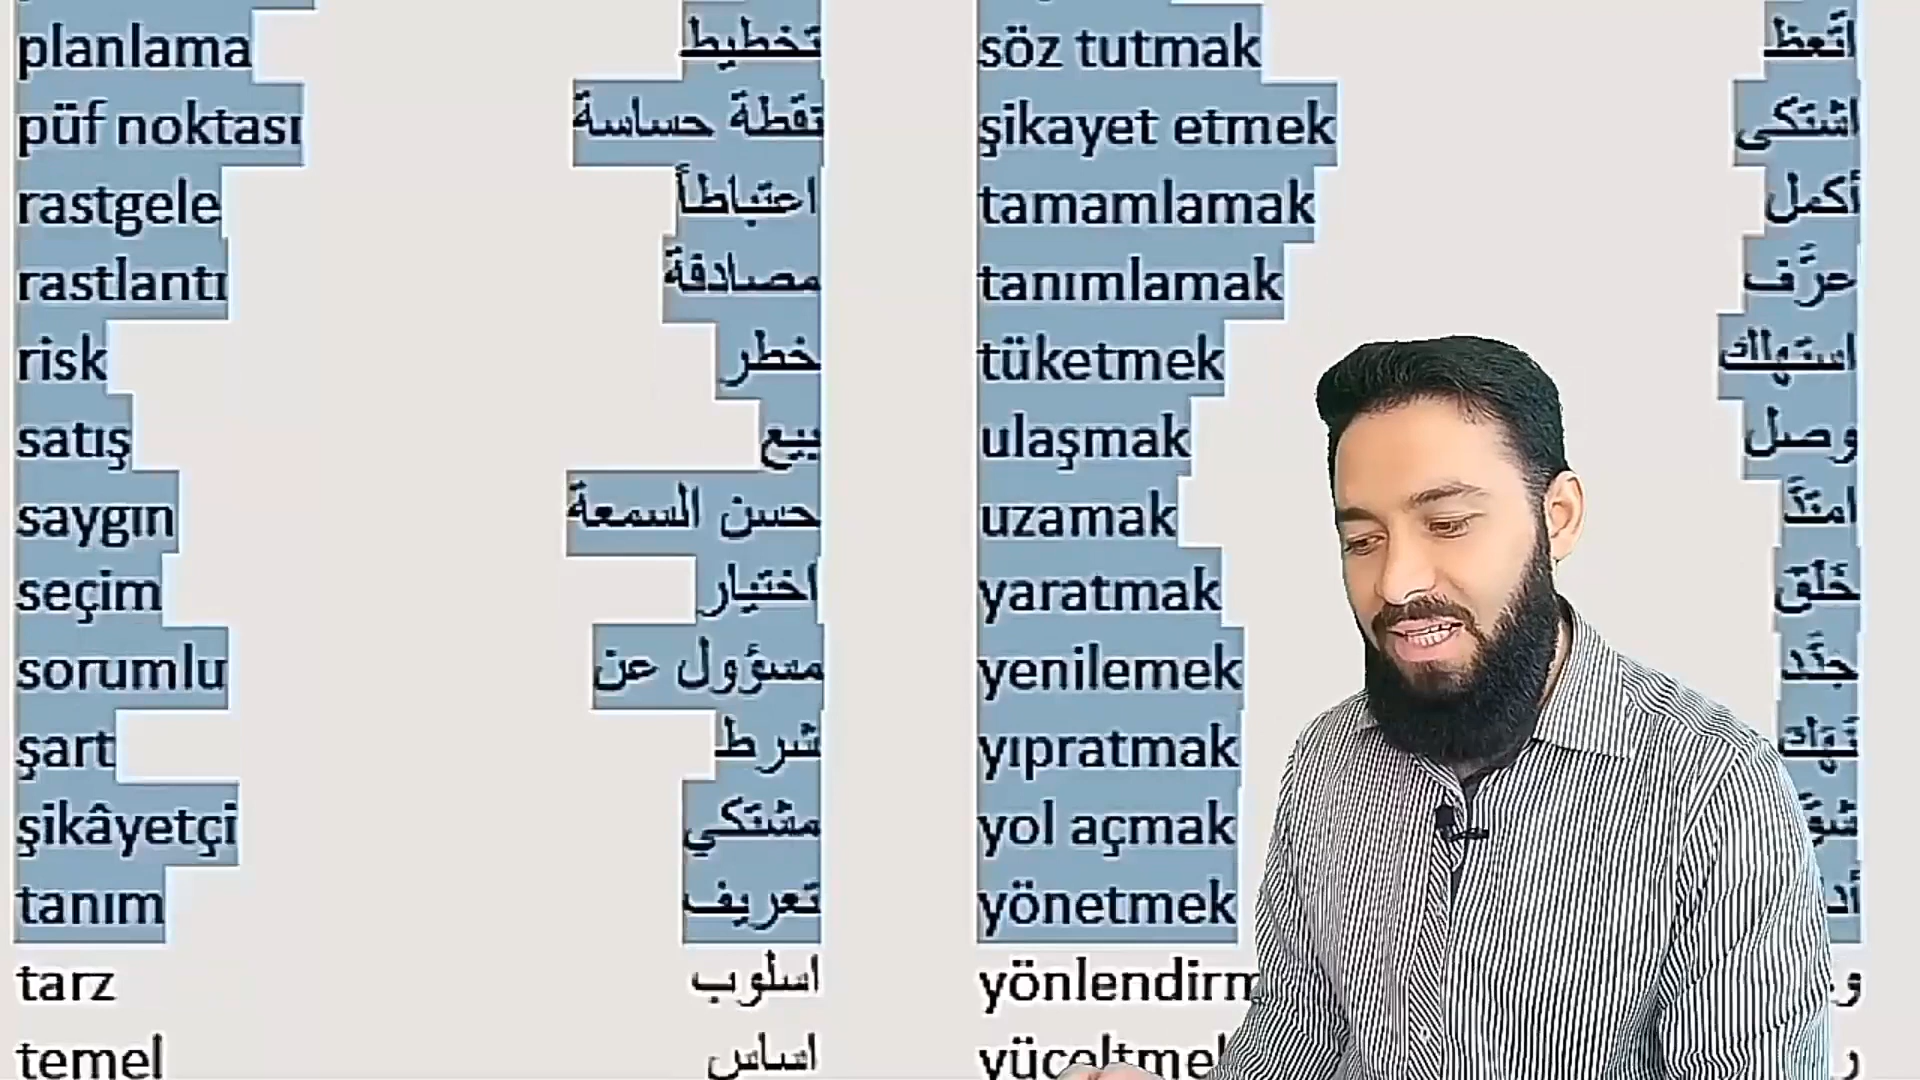 planlama تخطيط söz tutmak اتَّعظ
püf noktası نقطة حساسة şikayet etmek اشتكى
rastgele اعتباطاً tamamlamak أكمل
rastlantı مصادفة tanımlamak عرَّف
risk خطر tüketmek استهلك
satış بيع ulaşmak وصل
saygın حسن السمعة uzamak امتدَّ
seçim اختيار yaratmak خَلَقَ
sorumlu مسؤول عن yenilemek جدَّد
şart شرط yıpratmak
şikâyetçi مشتكي yol açmak
tanım تعريف yönetmek
tarz اسلوب
temel اساس